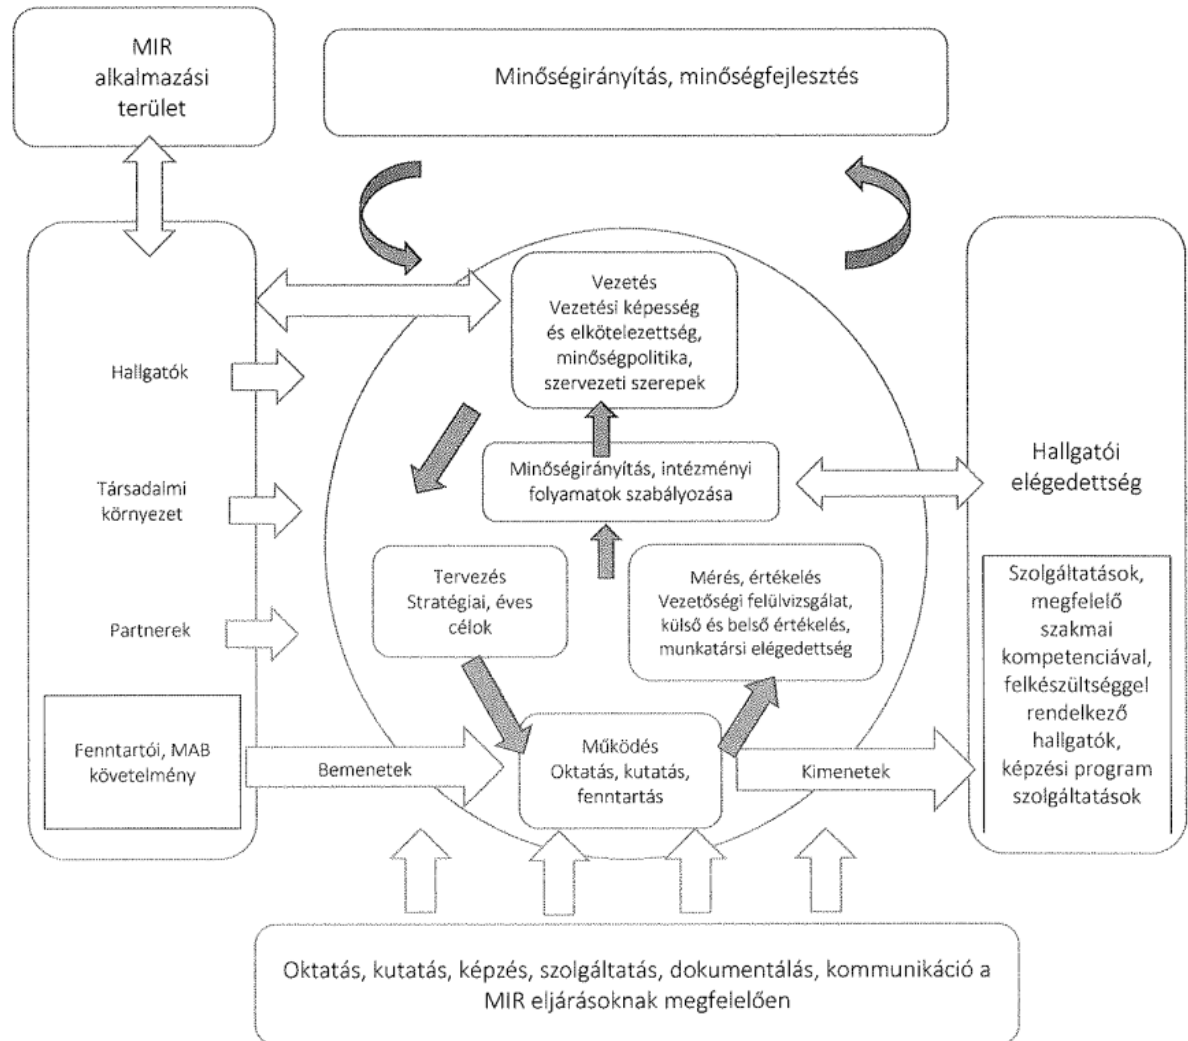 MIR
alkalmazási
terület
Minőségirányítás, minőségfejlesztés
Vezetés
Vezetési képesség
és elkötelezettség,
minőségpolitika,
szervezeti szerepek
Hallgatók
Társadalmi
környezet
Partnerek
Fenntartói, MAB
követelmény
Minőségirányítás, intézményi
folyamatok szabályozása
Tervezés
Stratégiai, éves
célok
Mérés, értékelés
Vezetőségi felülvizsgálat,
külső és belső értékelés,
munkatársi elégedettség
Bemenetek
Működés
Oktatás, kutatás,
fenntartás
Kimenetek
Hallgatói
elégedettség
Szolgáltatások,
megfelelő
szakmai
kompetenciával,
felkészültséggel
rendelkező
hallgatók,
képzési program
szolgáltatások
Oktatás, kutatás, képzés, szolgáltatás, dokumentálás, kommunikáció a
MIR eljárásoknak megfelelően